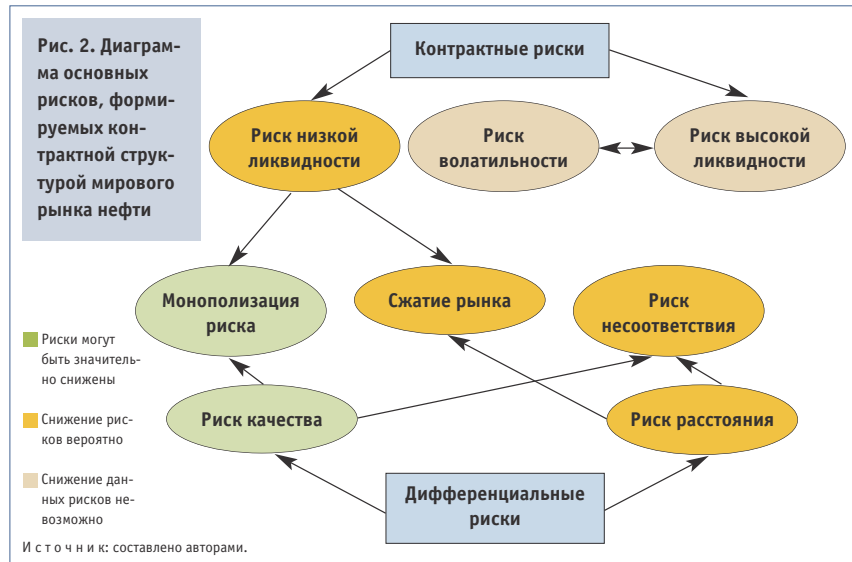 Рис. 2. Диаграм-
ма основных
рисков, форми-
руемых кон-
трактной струк-
турой мирового
рынка нефти
Контрактные риски
Риск низкой
ликвидности
Риск
волатильности
Риск высокой
ликвидности
Монополизация
риска
Сжатие рынка
Риск
несоответствия
Риски могут
быть значитель-
но снижены
Риск качества
Риск расстояния
Снижение рис-
ков вероятно
Снижение дан-
ных рисков не-
возможно
Дифференциальные
риски
И с т о ч н и к: составлено авторами.